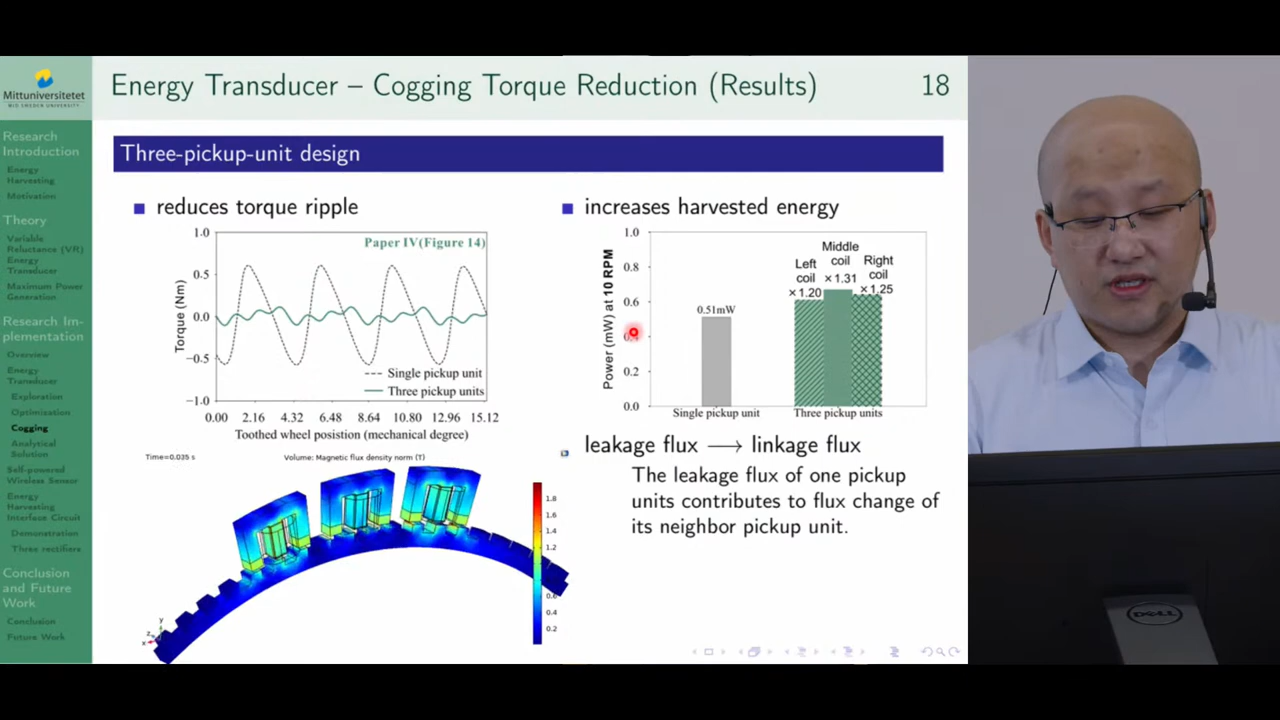 Energy Transducer – Cogging Torque Reduction (Results)
18
Mittuniversitetet
MID SWEDEN UNIVERSITY
Research
Introduction
Energy
Harvesting
Motivation
Theory
Variable
Reluctance (VR)
Energy
Transducer
Maximum Power
Generation
Research Im-
plementation
Overview
Energy
Transducer
Exploration
Optimisation
Cogging
Analytical
Solution
Self-powered
Wireless Sensor
Energy
Harvesting
Interface Circuit
Demonstration
Three rectifiers
Conclusion
and Future
Work
Conclusion
Future Work
Three-pickup-unit design
reduces torque ripple
Paper IV(Figure 14)
Torque (Nm)
1.0
0.5
0.0
−0.5
−1.0
Single pickup unit
Three pickup units
0.00 2.16 4.32 6.48 8.64 10.80 12.96 15.12
Toothed wheel posistion (mechanical degree)
Time=0.035 s
Volume: Magnetic flux density norm (T)
1.8
1.6
1.4
1.2
0.6
0.4
0.2
y
z
x
increases harvested energy
Power (mW) at 10 RPM
1.0
0.8
0.6
0.2
0.0
0.51mW
Left
coil
×1.20
Middle
coil
×1.31
Right
coil
×1.25
Single pickup unit
Three pickup units
leakage flux ⟶ linkage flux
The leakage flux of one pickup
units contributes to flux change of
its neighbor pickup unit.
DELL